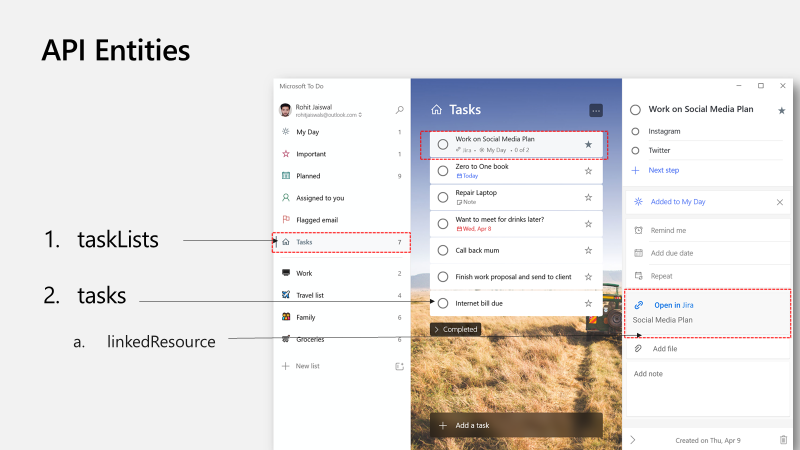 API Entities
1. taskLists
2. tasks
a. linkedResource
Microsoft To Do
Rohit Jaiswal
rohitjaiswal@outlook.com
My Day 1
Important 1
Planned 9
Assigned to you
Flagged email
Tasks 7
Work 2
Travel list 4
Family 6
Groceries
New list
Tasks
Work on Social Media Plan
Jira • My Day • 0 of 2
Zero to One book
Today
Repair Laptop
Note
Want to meet for drinks later?
Wed, Apr 8
Call back mum
Finish work proposal and send to client
Internet bill due
Completed
Add a task
Work on Social Media Plan
Instagram
Twitter
Next step
Added to My Day
Remind me
Add due date
Repeat
Open in Jira
Social Media Plan
Add file
Add note
Created on Thu, Apr 9